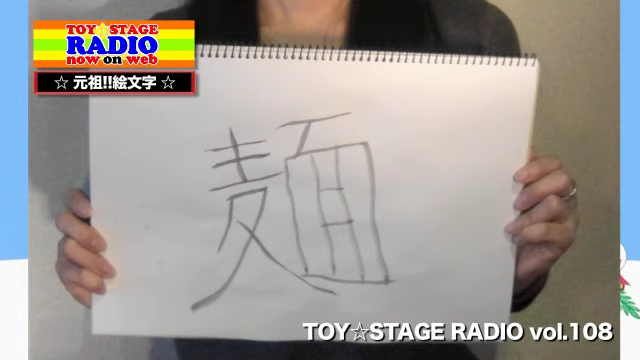 TOY☆STAGE
RADIO
now on web
☆ 元祖!!絵文字 ☆
麺
TOY☆STAGE RADIO vol.108